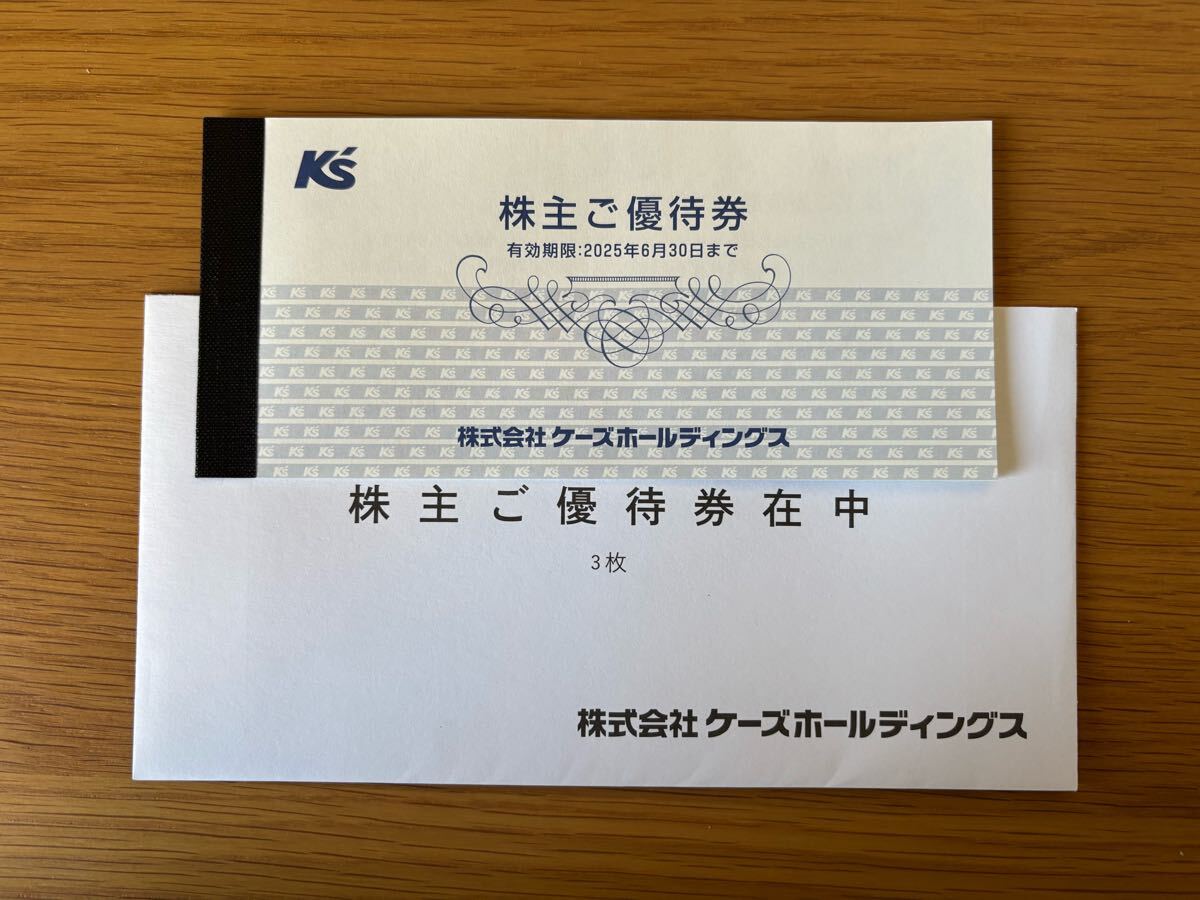 K's
株主ご優待券
有効期限:2025年6月30日まで
株式会社 ケーズホールディングス
株主ご優待券在中
3枚
株式会社 ケーズホールディングス